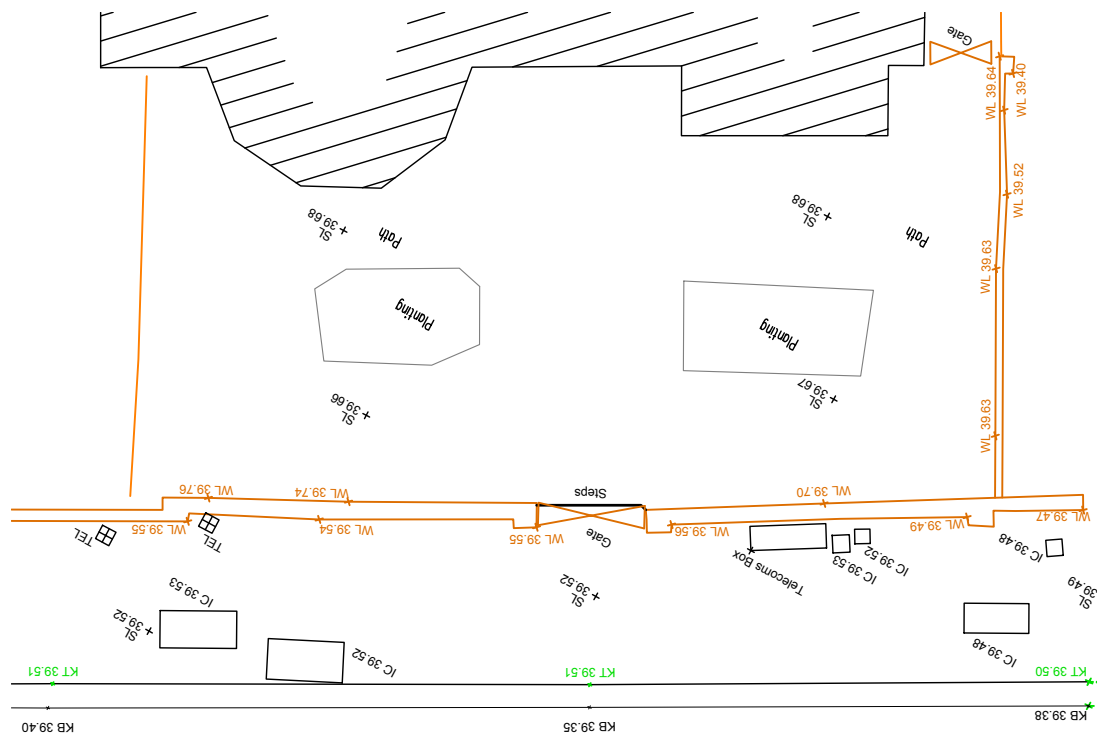 Gate
WL 39.64
WL 39.40
WL 39.52
SL
+ 39.68
Path
SL
+ 39.68
Path
WL 39.63
Planting
Planting
SL
+ 39.66
SL
+ 39.67
WL 39.63
WL 39.76
WL 39.74
Steps
WL 39.70
TEL
WL 39.55
TEL
WL 39.54
WL 39.55
Gate
WL 39.56
WL 39.49
WL 39.47
Telecoms Box
IC 39.53
IC 39.52
IC 39.48
IC 39.53
SL
+ 39.52
SL
+ 39.52
SL
39.49
IC 39.52
IC 39.48
KT 39.51
KT 39.51
KT 39.50
KB 39.40
KB 39.35
KB 39.38